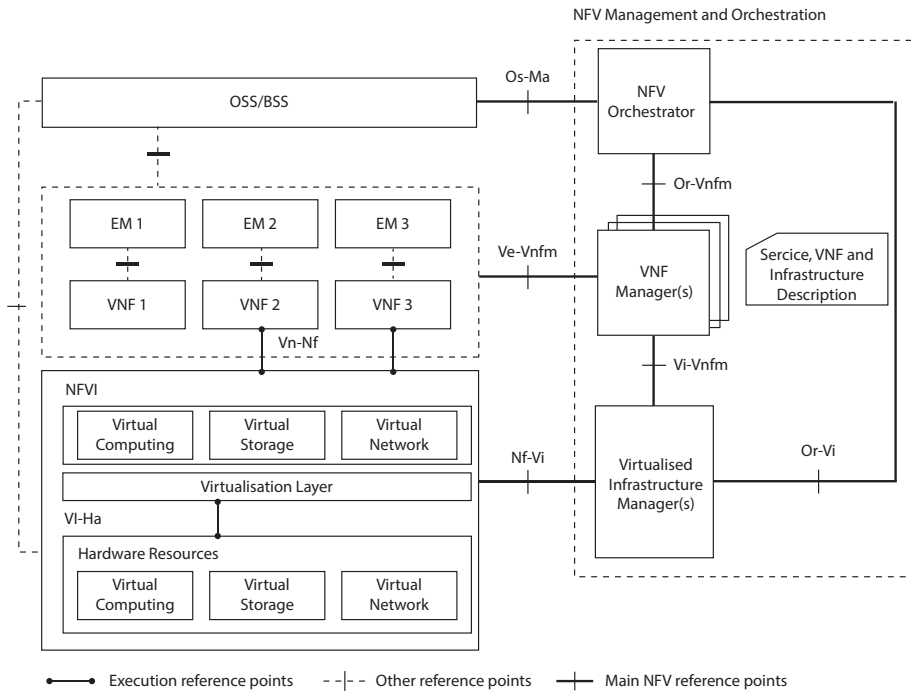 NFV Management and Orchestration
OSS/BSS
Os-Ma
NFV
Orchestrator
Or-Vnfm
EM 1
EM 2
EM 3
Ve-Vnfm
VNF
Manager(s)
Sercice, VNF and
Infrastructure
Description
VNF 1
VNF 2
VNF 3
Vn-Nf
Vi-Vnfm
NFVI
Virtual
Computing
Virtual
Storage
Virtual
Network
Nf-Vi
Virtualised
Infrastructure
Manager(s)
Or-Vi
Virtualisation Layer
VI-Ha
Hardware Resources
Virtual
Computing
Virtual
Storage
Virtual
Network
Execution reference points
Other reference points
Main NFV reference points